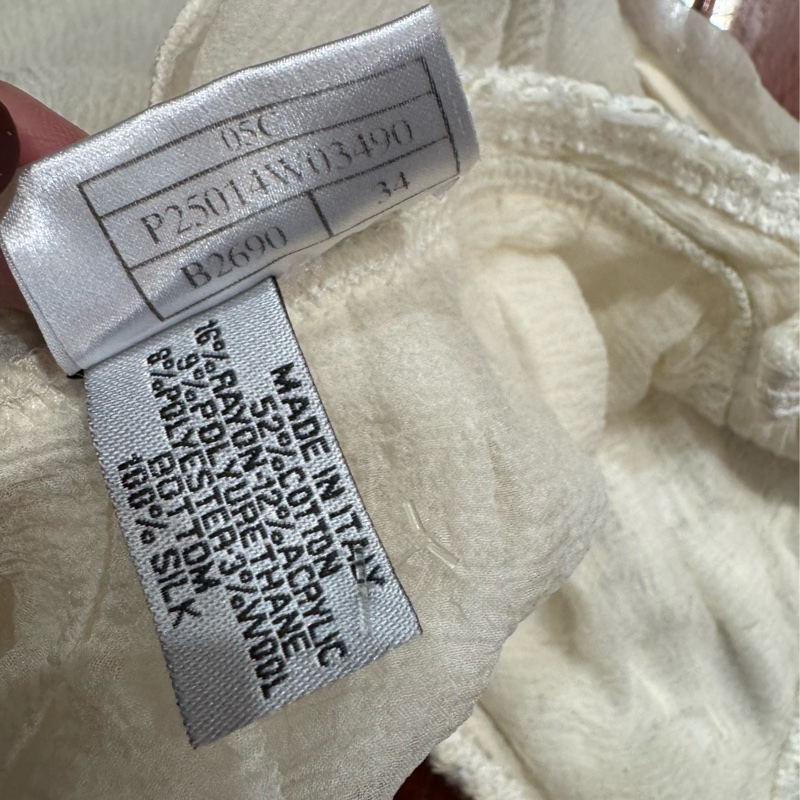 05C
P25014W03490
B2690 34
MADE IN ITALY
52%COTTON
16%RAYON:12%ACRYLIC
9%POLYURETHANE
8%POLYESTER:3%WOOL
BOTTOM
100% SILK